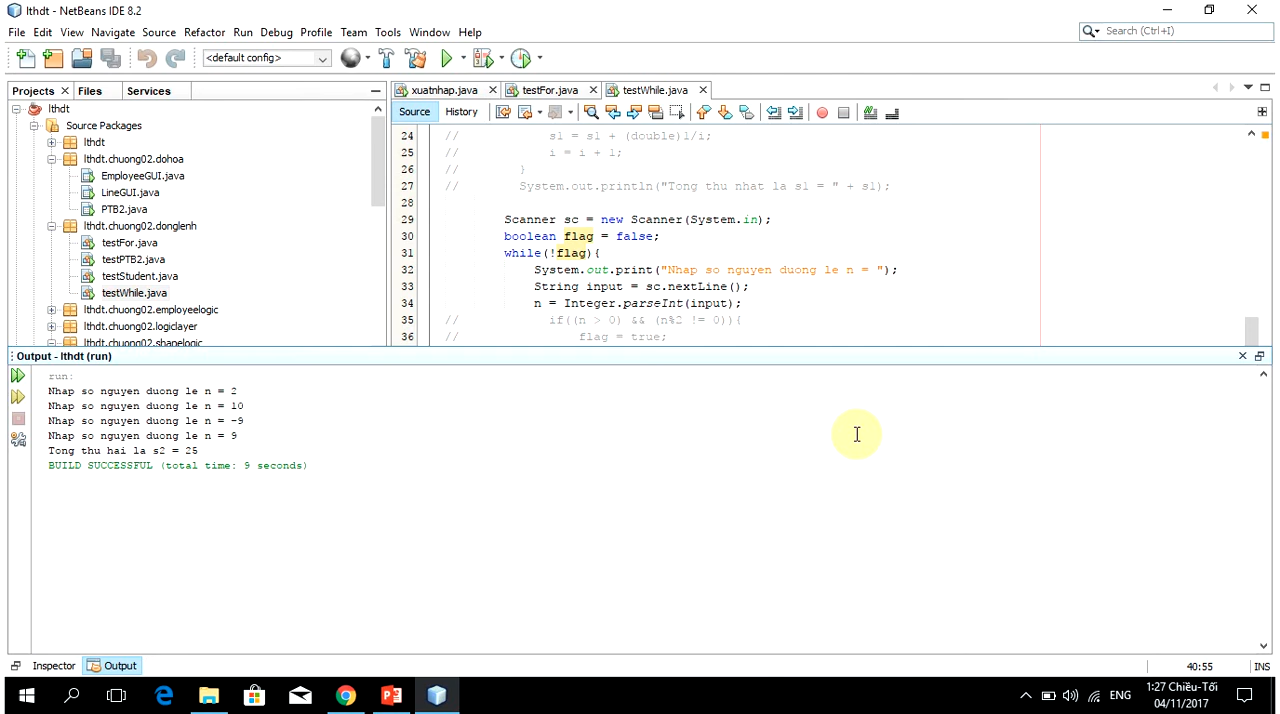 lthdt - NetBeans IDE 8.2
File Edit View Navigate Source Refactor Run Debug Profile Team Tools Window Help
Search (Ctrl+I)
<default config>
Projects Files Services
xuatnhap.java testFor.java testWhile.java
Source History
lthdt
Source Packages
lthdt
lthdt.chuong02.dohoa
EmployeeGUI.java
LineGUI.java
PTB2.java
lthdt.chuong02.donglenh
testFor.java
testPTB2.java
testStudent.java
testWhile.java
lthdt.chuong02.employeelogic
lthdt.chuong02.logiclayer
lthdt.chuong02.shapelogic
24 // s1 = s1 + (double)1/i;
25 // i = i + 1;
26 // }
27 // System.out.println("Tong thu nhat la s1 = " + s1);
28
29 Scanner sc = new Scanner(System.in);
30 boolean flag = false;
31 while(!flag){
32 System.out.print("Nhap so nguyen duong le n = ");
33 String input = sc.nextLine();
34 n = Integer.parseInt(input);
35 // if((n > 0) && (n%2 != 0)){
36 // flag = true;
Output - lthdt (run)
run:
Nhap so nguyen duong le n = 2
Nhap so nguyen duong le n = 10
Nhap so nguyen duong le n = -9
Nhap so nguyen duong le n = 9
Tong thu hai la s2 = 25
BUILD SUCCESSFUL (total time: 9 seconds)
Inspector Output
40:55 INS
ENG
1:27 Chiều-Tối
04/11/2017